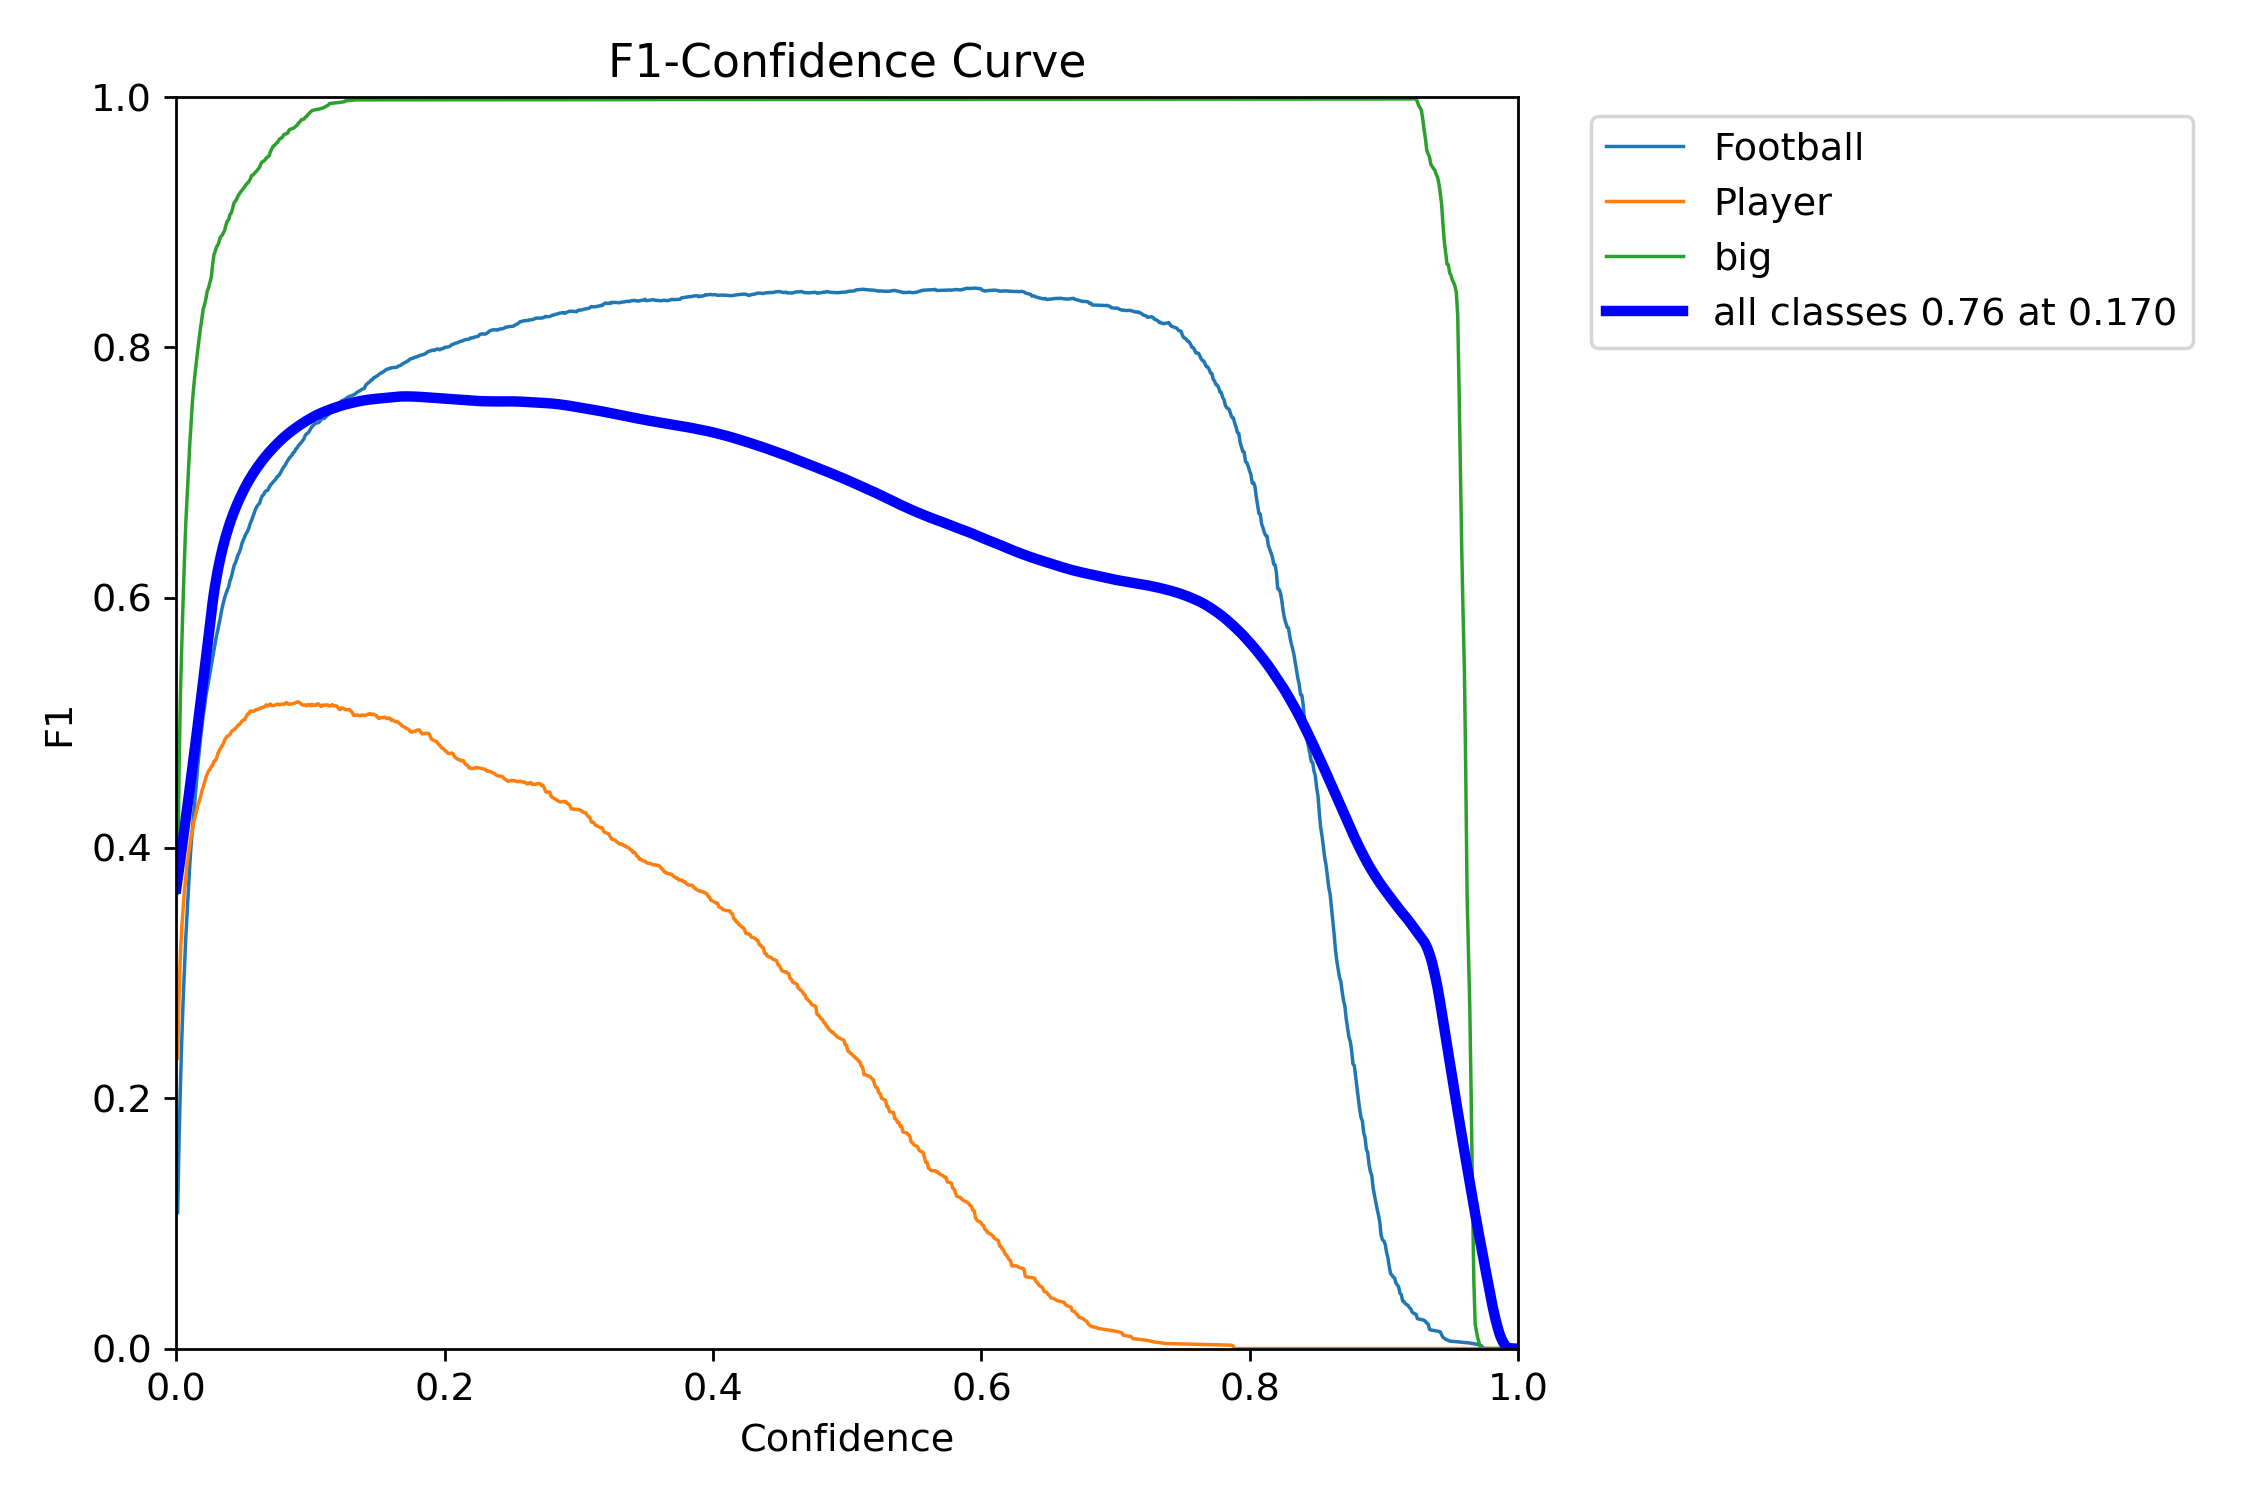 F1-Confidence Curve
1.0
0.8
0.6
0.4
0.2
0.0
F1
0.0 0.2 0.4 0.6 0.8 1.0
Confidence
Football
Player
big
all classes 0.76 at 0.170